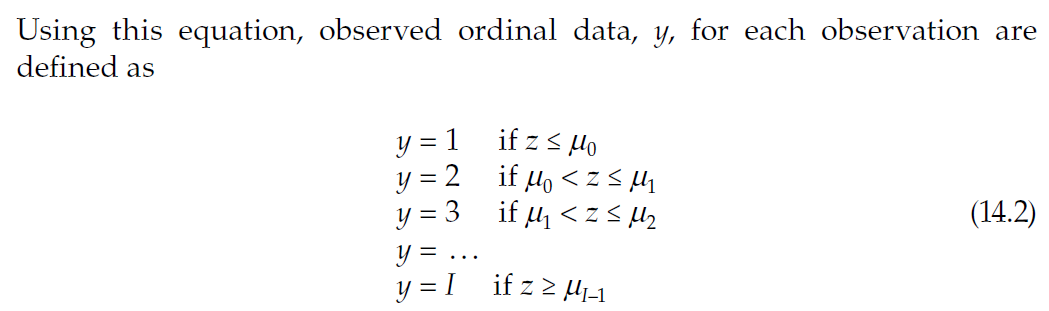 Using this equation, observed ordinal data, y, for each observation are
defined as
y = 1 if z ≤ μ₀
y = 2 if μ₀ < z ≤ μ₁
y = 3 if μ₁ < z ≤ μ₂ (14.2)
y = …
y = I if z ≥ μ_{I–1}